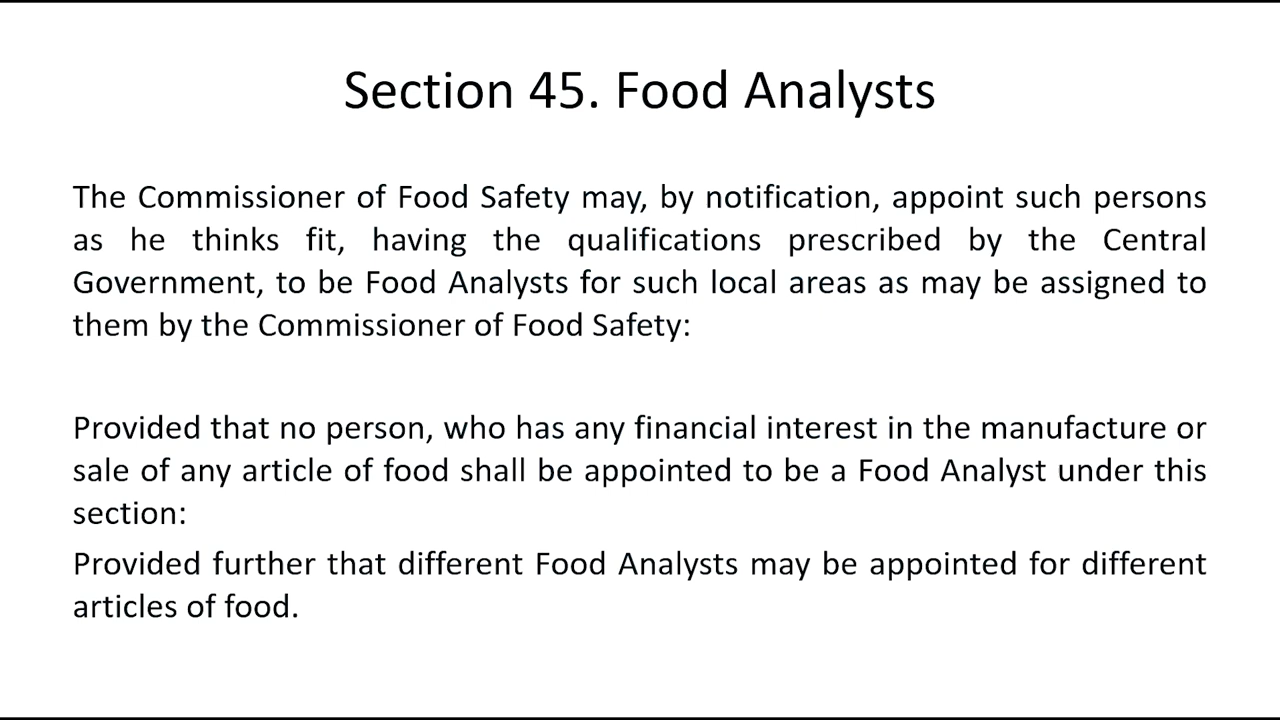 Section 45. Food Analysts
The Commissioner of Food Safety may, by notification, appoint such persons
as he thinks fit, having the qualifications prescribed by the Central
Government, to be Food Analysts for such local areas as may be assigned to
them by the Commissioner of Food Safety:
Provided that no person, who has any financial interest in the manufacture or
sale of any article of food shall be appointed to be a Food Analyst under this
section:
Provided further that different Food Analysts may be appointed for different
articles of food.